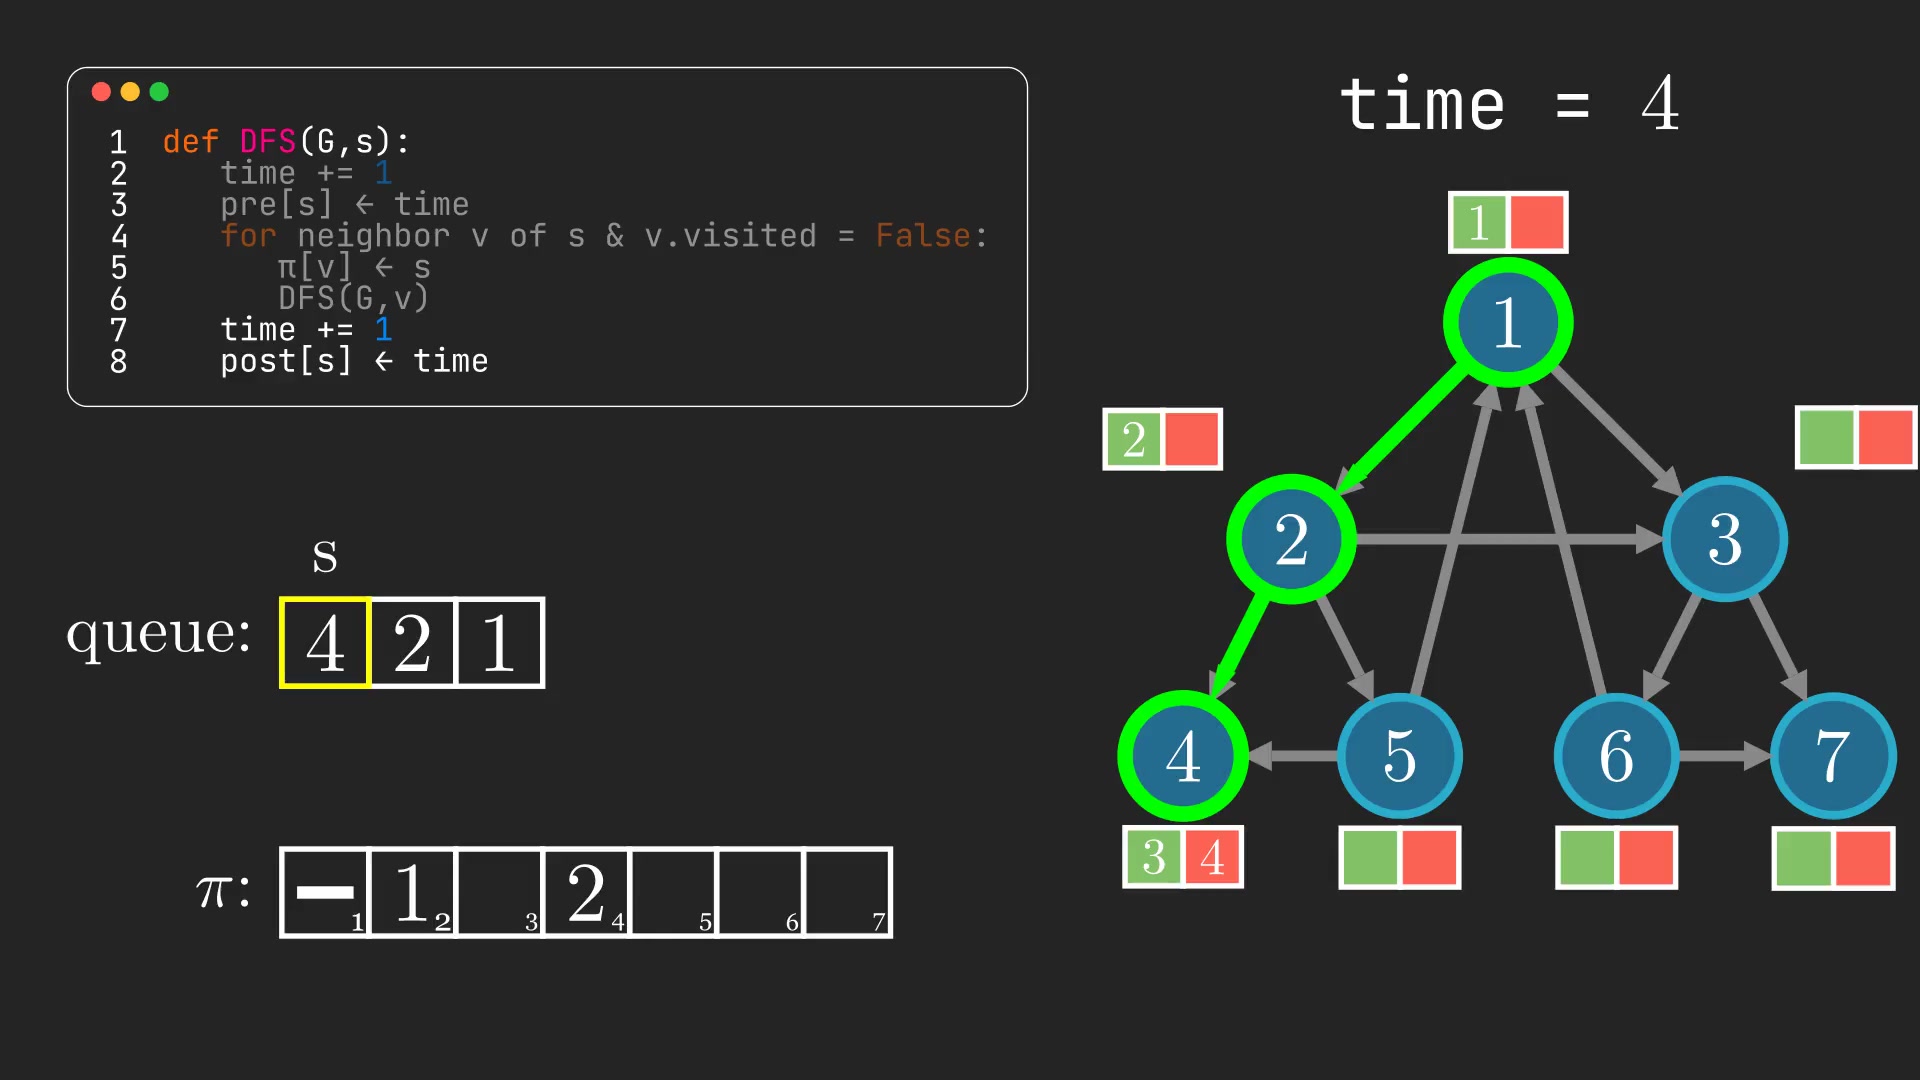 1 def DFS(G,s):
2 time += 1
3 pre[s] ← time
4 for neighbor v of s & v.visited = False:
5 π[v] ← s
6 DFS(G,v)
7 time += 1
8 post[s] ← time
s
queue: 4 2 1
π: – 1 2
1 2 3 4 5 6 7
time = 4
1
1
2
2 3
4 5 6 7
3 4